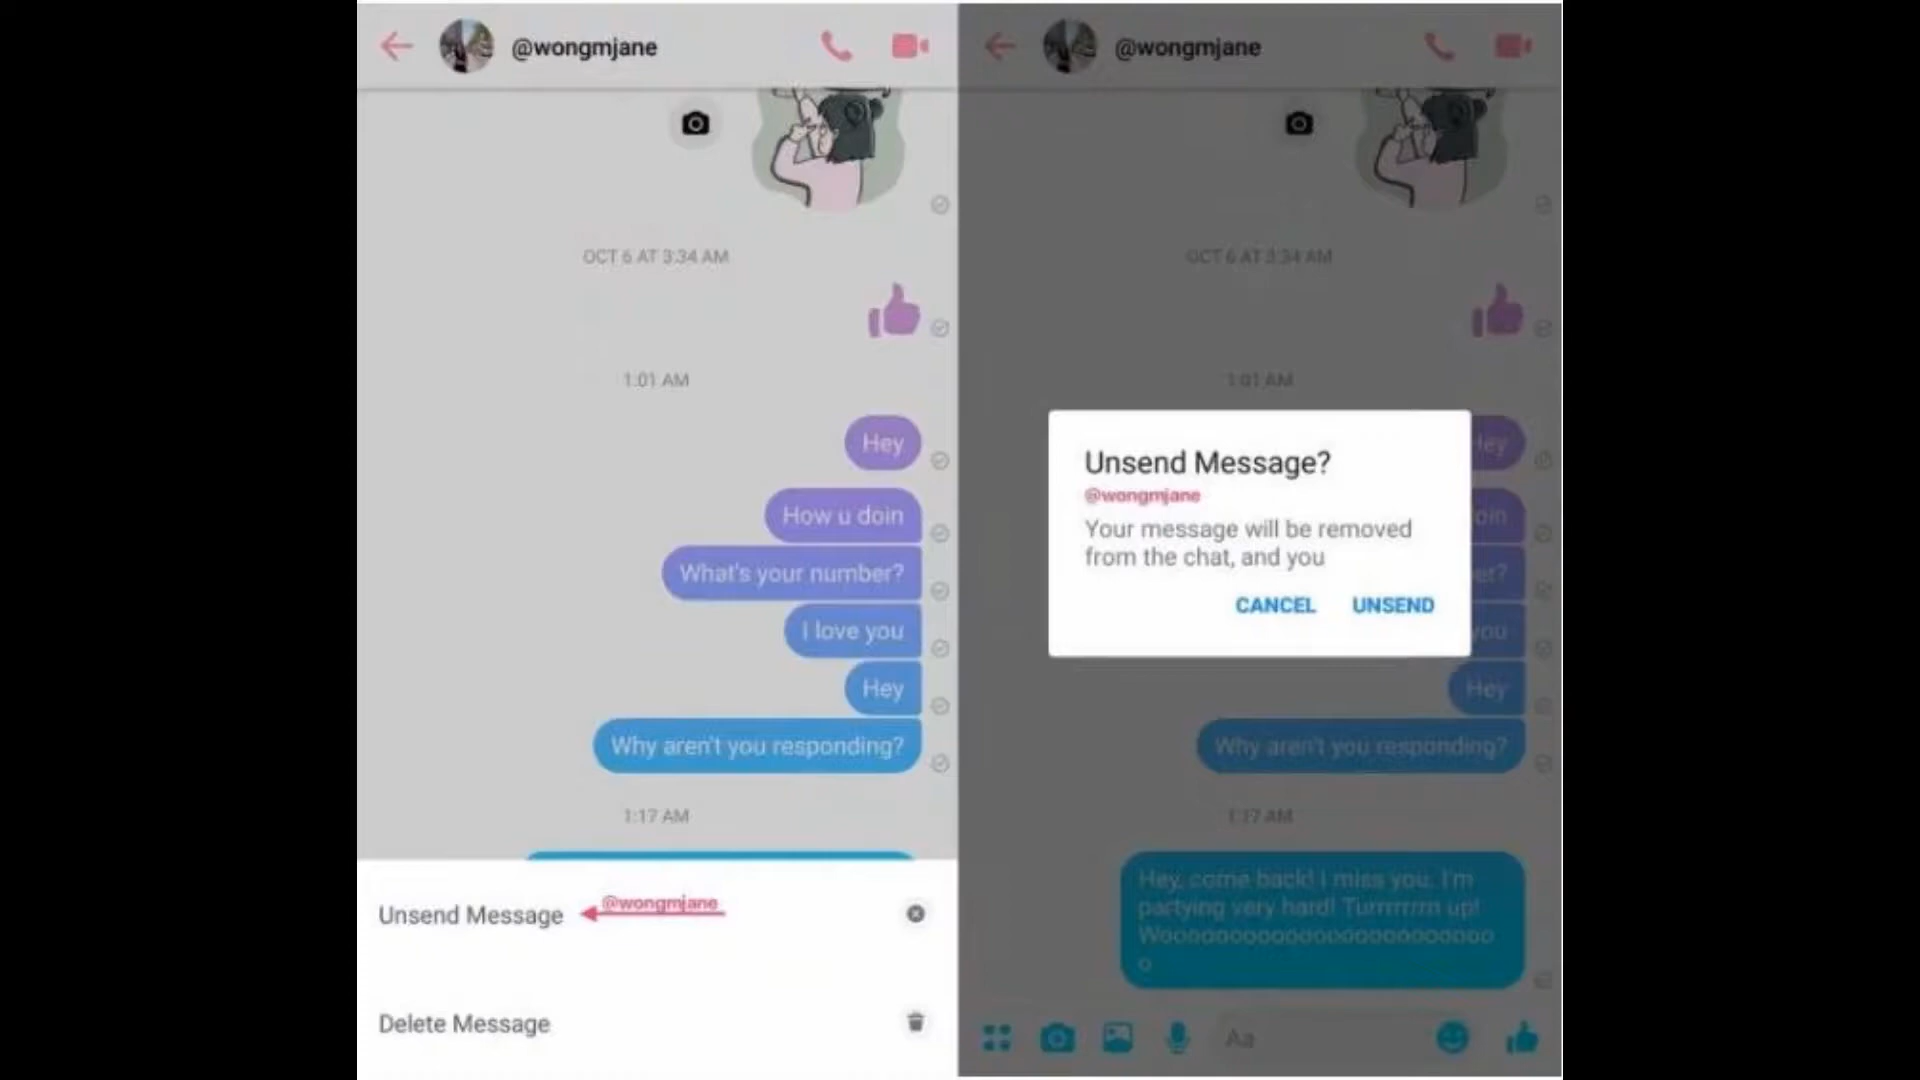 @wongmjane
OCT 6 AT 3:34 AM
1:01 AM
Hey
How u doin
What's your number?
I love you
Hey
Why aren't you responding?
1:17 AM
Unsend Message
@wongmjane
Delete Message
@wongmjane
OCT 6 AT 3:34 AM
1:01 AM
Hey
Unsend Message?
@wongmjane
Your message will be removed
from the chat, and you
CANCEL UNSEND
you
Hey
Why aren't you responding?
1:17 AM
Hey, come back! I miss you. I'm
partying very hard! Turrrrrrn up!
Aa